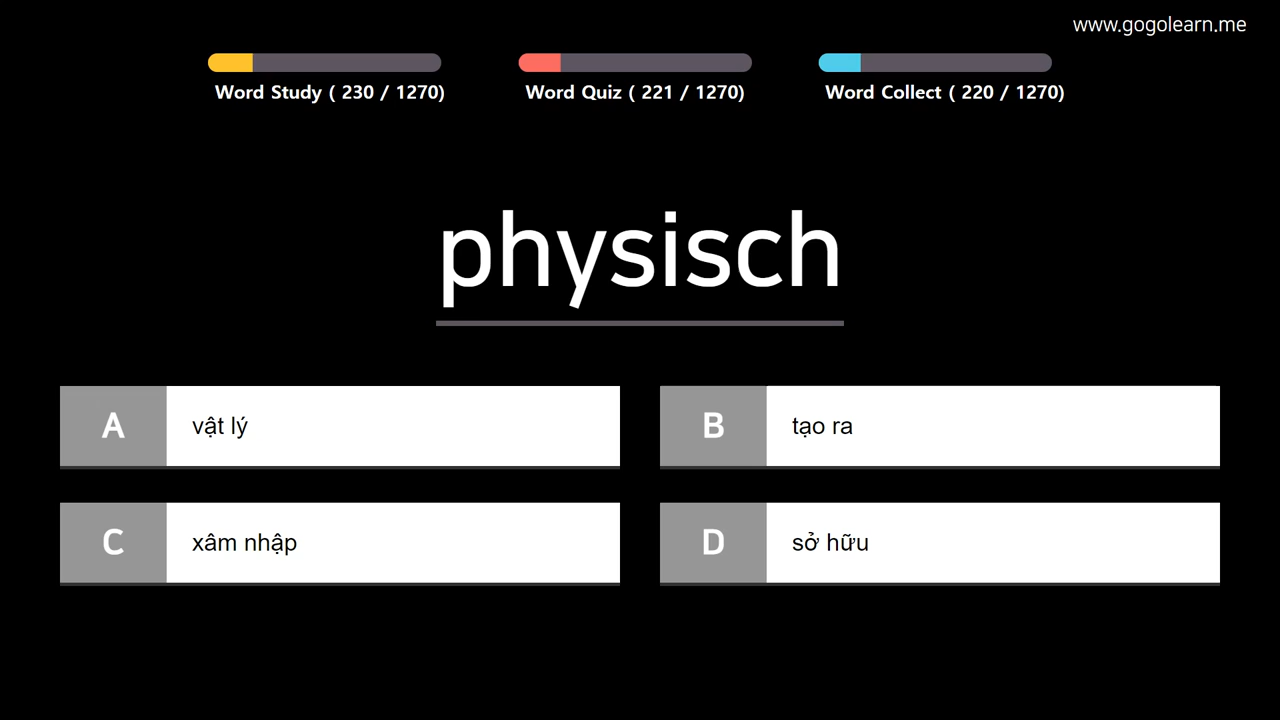 www.gogolearn.me
Word Study ( 230 / 1270)
Word Quiz ( 221 / 1270)
Word Collect ( 220 / 1270)
physisch
A vật lý
B tạo ra
C xâm nhập
D sở hữu